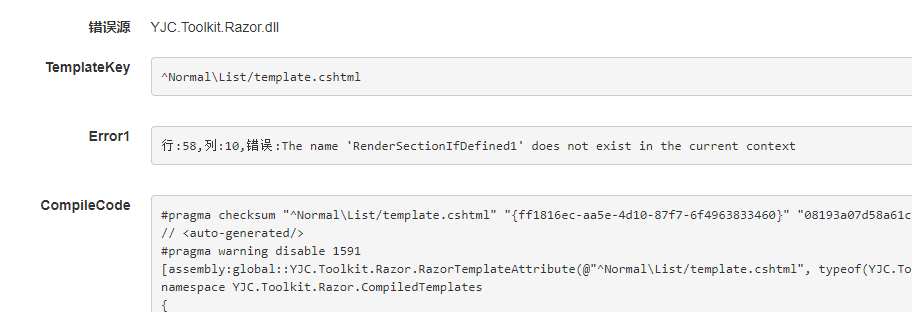 错误源 YJC.Toolkit.Razor.dll
TemplateKey ^Normal\List/template.cshtml
Error1 行:58,列:10,错误:The name 'RenderSectionIfDefined1' does not exist in the current context
CompileCode #pragma checksum "^Normal\List/template.cshtml" "{ff1816ec-aa5e-4d10-87f7-6f4963833460}" "08193a07d58a61c
// <auto-generated/>
#pragma warning disable 1591
[assembly:global::YJC.Toolkit.Razor.RazorTemplateAttribute(@"^Normal\List/template.cshtml", typeof(YJC.To
namespace YJC.Toolkit.Razor.CompiledTemplates
{